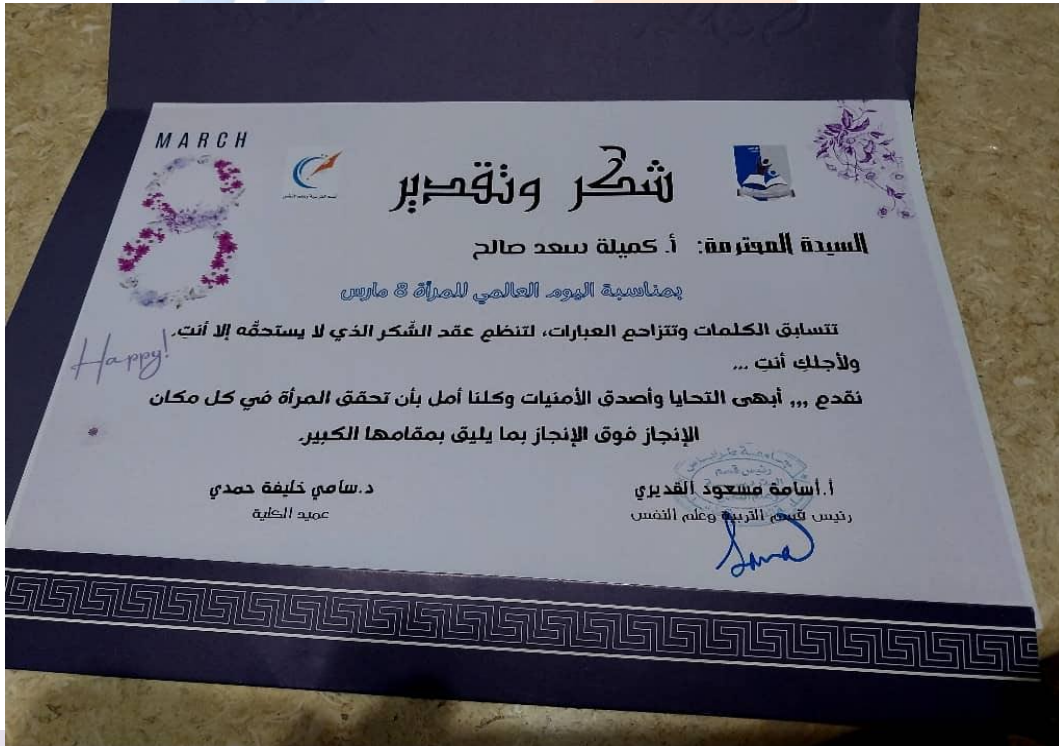 MARCH
8
شكر وتقدير
السيدة المحترمة: أ. كميلة سعد صالح
بمناسبة اليوم العالمي للمرأة 8 مارس
Happy!
تتسابق الكلمات وتتزاحم العبارات، لتنظم عقد الشّكر الذي لا يستحقّه إلا أنتِ.
ولأجلكِ أنتِ ...
نقدم ,,, أبهى التحايا وأصدق الأمنيات وكلنا أمل بأن تحقق المرأة في كل مكان
الإنجاز فوق الإنجاز بما يليق بمقامها الكبير.
أ.أسامة مسعود القديري
رئيس قسم التربية وعلم النفس
د.سامي خليفة حمدي
عميد الكلية